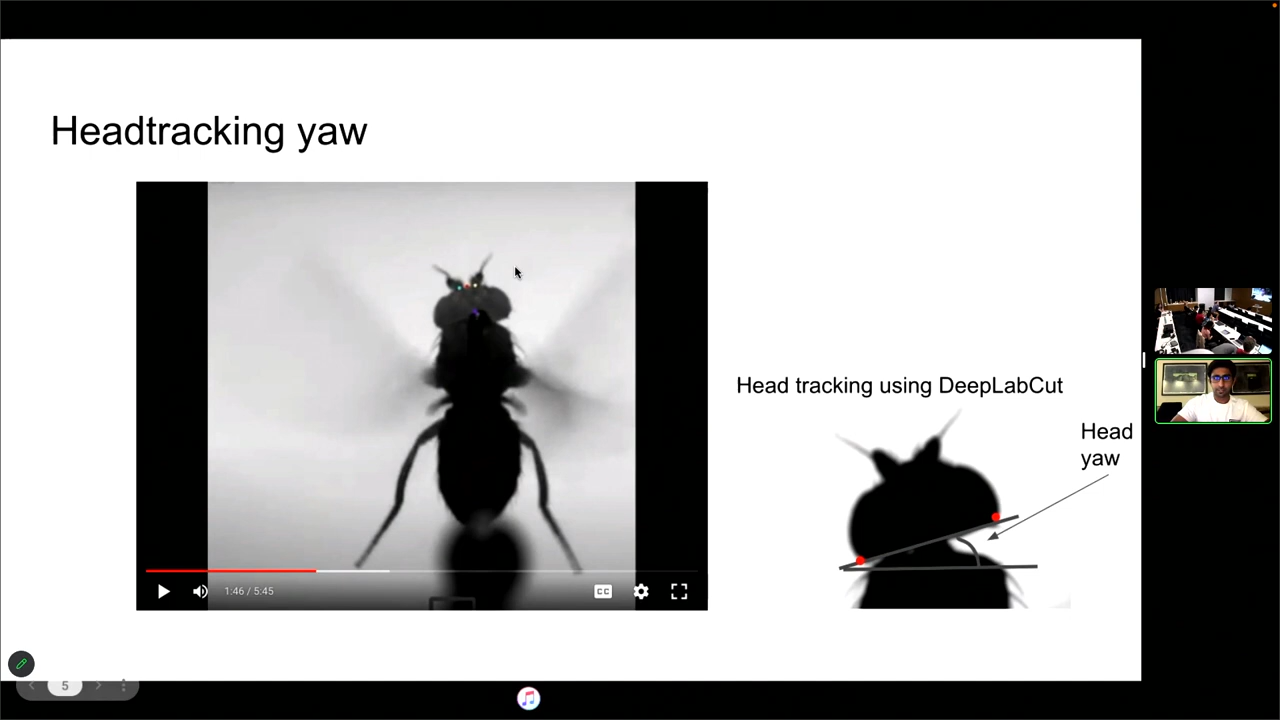 Headtracking yaw
Head tracking using DeepLabCut
Head
yaw
1:46 / 5:45
CC
5